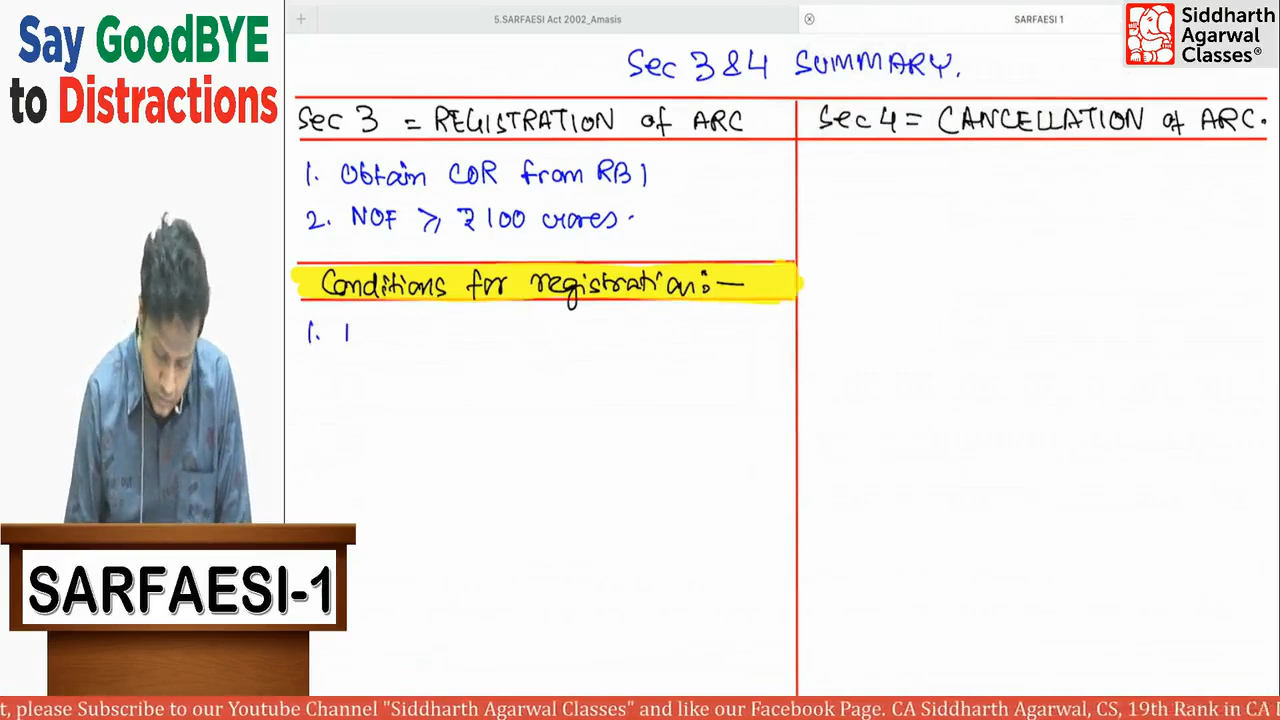 Say GoodBYE
to Distractions
5.SARFAESI Act 2002_Amasis
SARFAESI 1
Siddharth
Agarwal
Classes®
Sec 3 & 4 SUMMARY.
Sec 3 = REGISTRATION of ARC
Sec 4 = CANCELLATION of ARC.
1. Obtain COR from RBI
2. NOF ≥ ₹100 crores.
Conditions for registration:—
1. I
SARFAESI-1
t, please Subscribe to our Youtube Channel "Siddharth Agarwal Classes" and like our Facebook Page. CA Siddharth Agarwal, CS, 19th Rank in CA